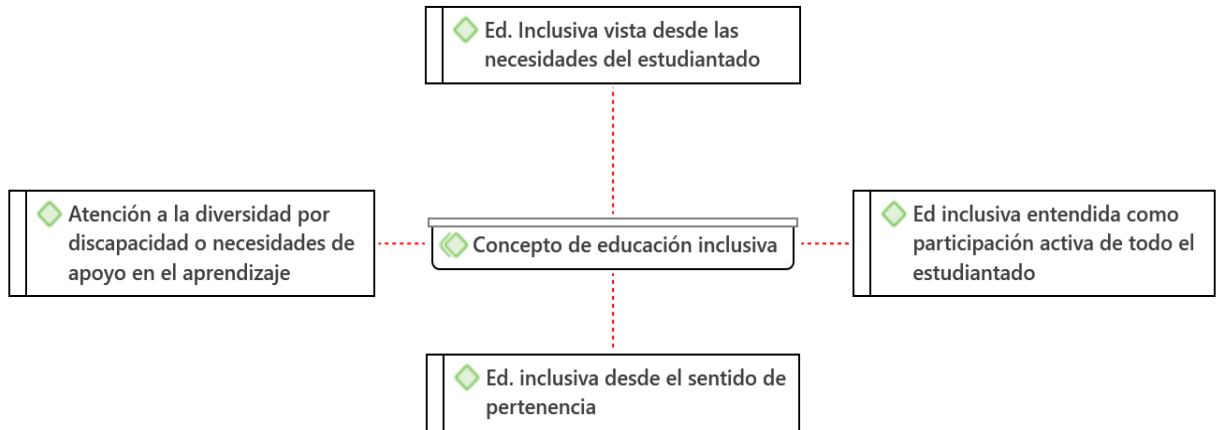 Ed. Inclusiva vista desde las
necesidades del estudiantado
Atención a la diversidad por
discapacidad o necesidades de
apoyo en el aprendizaje
Concepto de educación inclusiva
Ed inclusiva entendida como
participación activa de todo el
estudiantado
Ed. inclusiva desde el sentido de
pertenencia